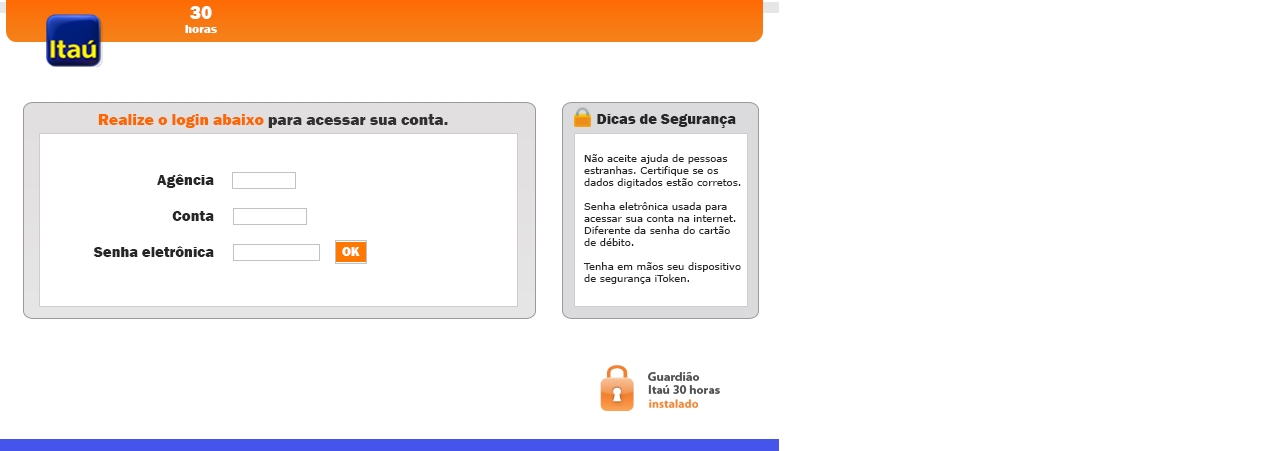 30
horas
Itaú
Realize o login abaixo para acessar sua conta.
Agência
Conta
Senha eletrônica
OK
Dicas de Segurança
Não aceite ajuda de pessoas
estranhas. Certifique se os
dados digitados estão corretos.
Senha eletrônica usada para
acessar sua conta na internet.
Diferente da senha do cartão
de débito.
Tenha em mãos seu dispositivo
de segurança iToken.
Guardião
Itaú 30 horas
instalado